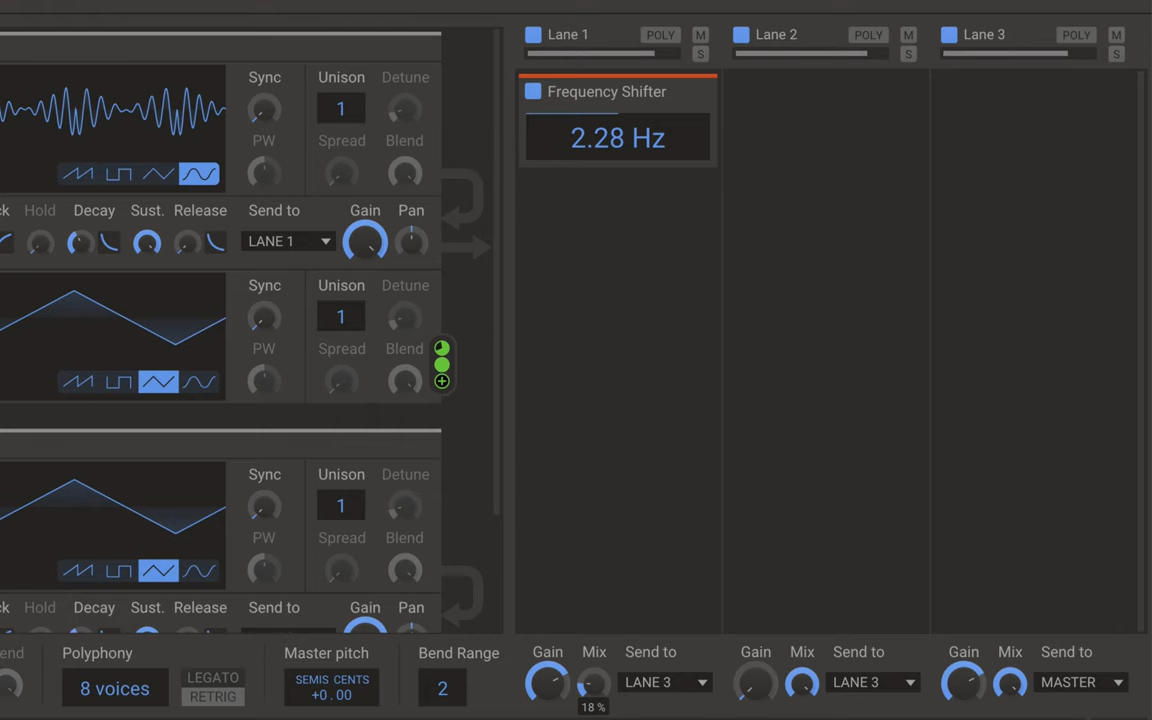 Lane 1 POLY M
S
Lane 2 POLY M
S
Lane 3 POLY M
S
Frequency Shifter
2.28 Hz
Sync Unison Detune
1
PW Spread Blend
Hold Decay Sust. Release Send to Gain Pan
LANE 1
Sync Unison Detune
1
PW Spread Blend
Sync Unison Detune
1
PW Spread Blend
Hold Decay Sust. Release Send to Gain Pan
Polyphony
8 voices
LEGATO
RETRIG
Master pitch
SEMIS CENTS
+0.00
Bend Range
2
Gain Mix Send to
LANE 3
18 %
Gain Mix Send to
LANE 3
Gain Mix Send to
MASTER